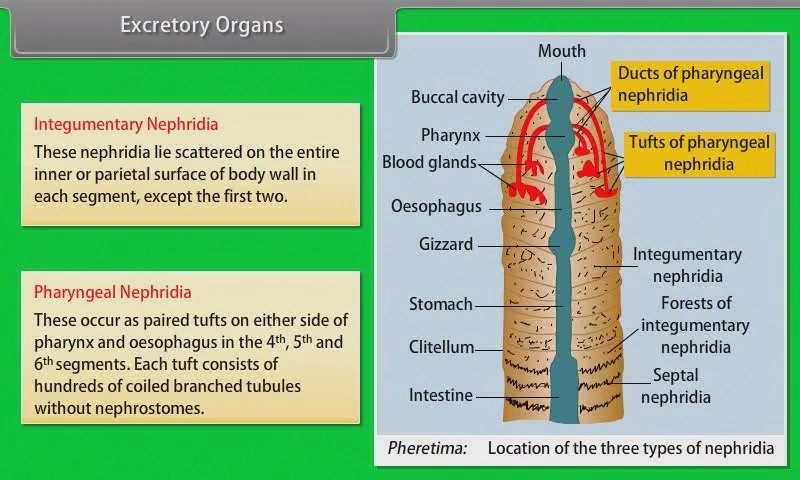 Excretory Organs
Integumentary Nephridia
These nephridia lie scattered on the entire
inner or parietal surface of body wall in
each segment, except the first two.
Pharyngeal Nephridia
These occur as paired tufts on either side of
pharynx and oesophagus in the 4th, 5th and
6th segments. Each tuft consists of
hundreds of coiled branched tubules
without nephrostomes.
Mouth
Buccal cavity
Pharynx
Blood glands
Oesophagus
Gizzard
Stomach
Clitellum
Intestine
Ducts of pharyngeal
nephridia
Tufts of pharyngeal
nephridia
Integumentary
nephridia
Forests of
integumentary
nephridia
Septal
nephridia
Pheretima: Location of the three types of nephridia